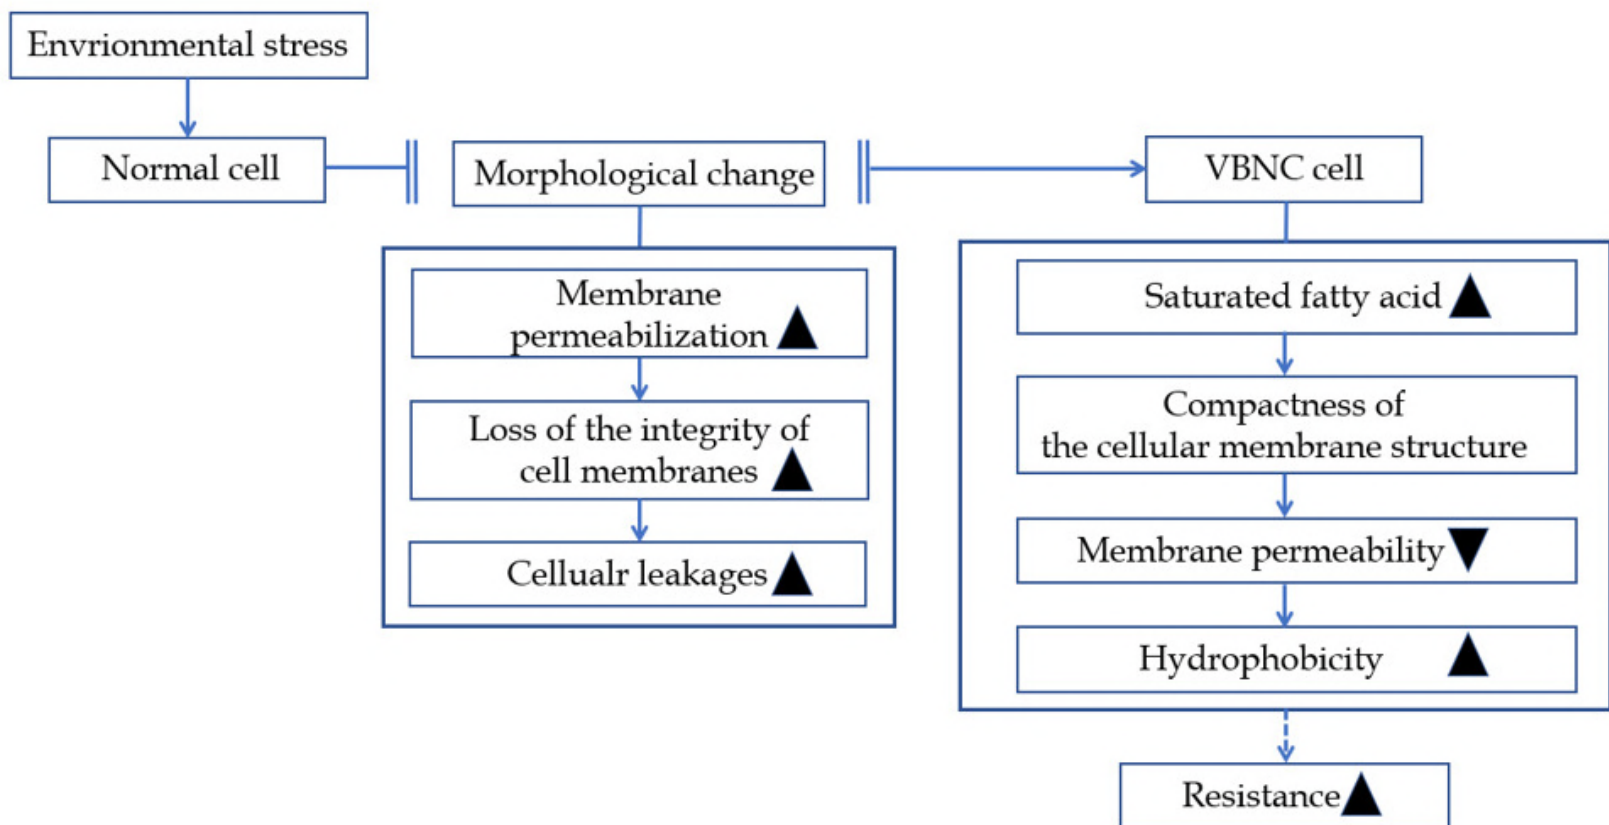 Envrionmental stress
Normal cell
Morphological change
VBNC cell
Membrane
permeabilization
Loss of the integrity of
cell membranes
Cellualr leakages
Saturated fatty acid
Compactness of
the cellular membrane structure
Membrane permeability
Hydrophobicity
Resistance